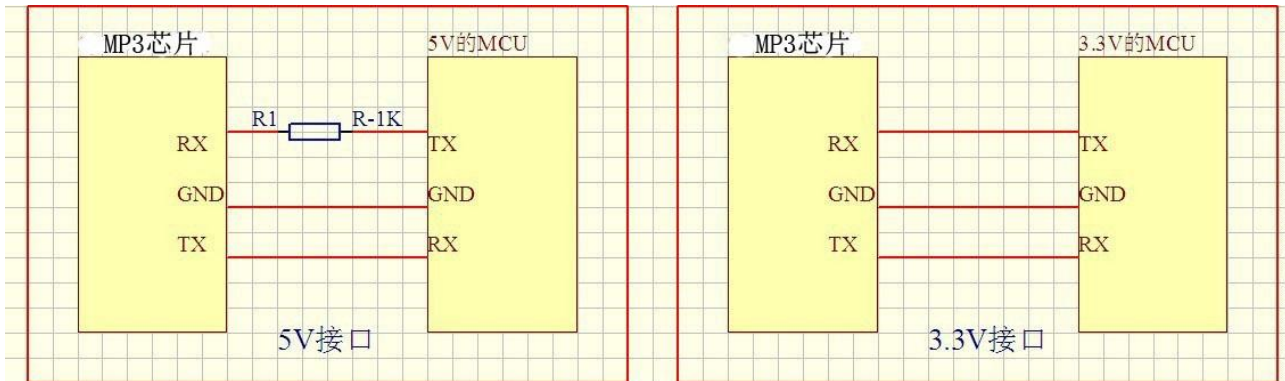 MP3芯片
5V的MCU
R1 R-1K
RX TX
GND GND
TX RX
5V接口
MP3芯片
3.3V的MCU
RX TX
GND GND
TX RX
3.3V接口